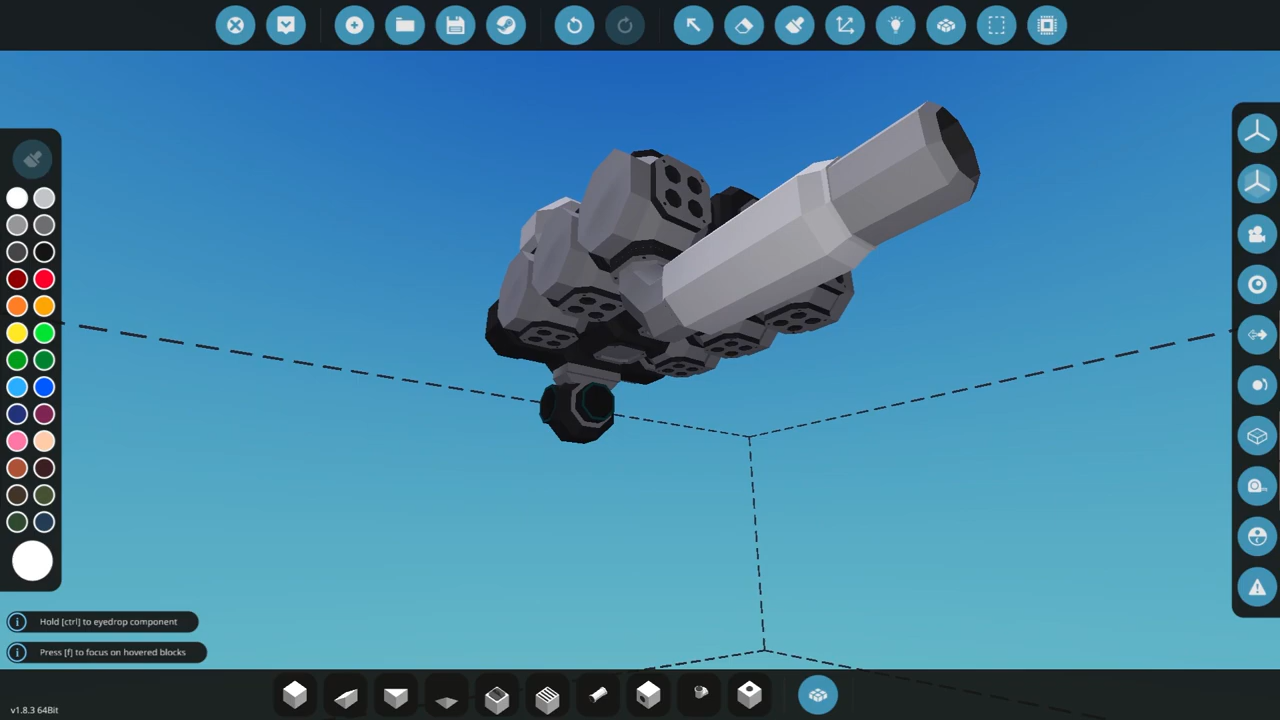 Hold [ctrl] to eyedrop component
Press [f] to focus on hovered blocks
v1.8.3 64Bit